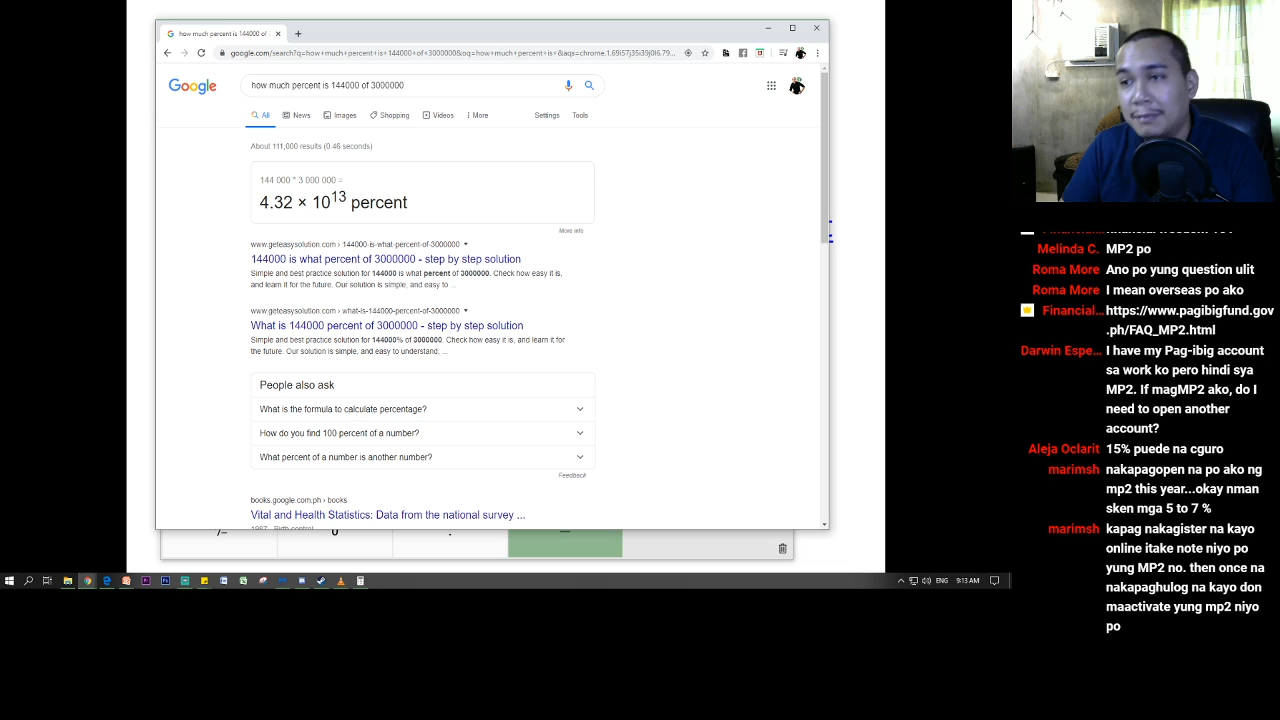 how much percent is 144000 of
google.com/search?q=how+much+percent+is+144000+of+3000000&oq=how+much+percent+is+&aqs=chrome.1.69i57j35i39j0l6.79...
Google
how much percent is 144000 of 3000000
All News Images Shopping Videos More Settings Tools
About 111,000 results (0.46 seconds)
144 000 * 3 000 000 =
4.32 × 10¹³ percent
More info
www.geteasysolution.com › 144000-is-what-percent-of-3000000
144000 is what percent of 3000000 - step by step solution
Simple and best practice solution for 144000 is what percent of 3000000. Check how easy it is,
and learn it for the future. Our solution is simple, and easy to ...
www.geteasysolution.com › what-is-144000-percent-of-3000000
What is 144000 percent of 3000000 - step by step solution
Simple and best practice solution for 144000% of 3000000. Check how easy it is, and learn it for
the future. Our solution is simple, and easy to understand, ...
People also ask
What is the formula to calculate percentage?
How do you find 100 percent of a number?
What percent of a number is another number?
Feedback
books.google.com.ph › books
Vital and Health Statistics: Data from the national survey ...
1987 · Birth control
ENG 9:13 AM
Melinda C. MP2 po
Roma More Ano po yung question ulit
Roma More I mean overseas po ako
Financial... https://www.pagibigfund.gov
.ph/FAQ_MP2.html
Darwin Espe... I have my Pag-ibig account
sa work ko pero hindi sya
MP2. If magMP2 ako, do I
need to open another
account?
Aleja Oclarit 15% puede na cguro
marimsh nakapagopen na po ako ng
mp2 this year...okay nman
sken mga 5 to 7 %
marimsh kapag nakagister na kayo
online itake note niyo po
yung MP2 no. then once na
nakapaghulog na kayo don
maactivate yung mp2 niyo
po